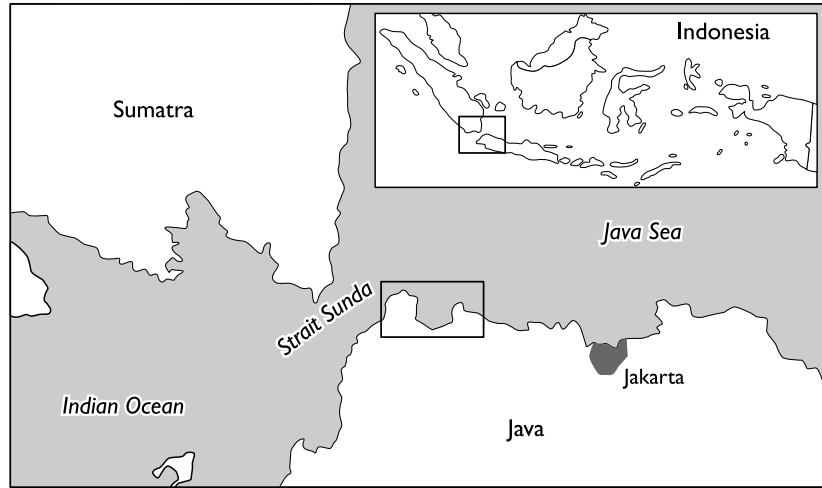 Indonesia
Sumatra
Java Sea
Strait Sunda
Jakarta
Indian Ocean
Java